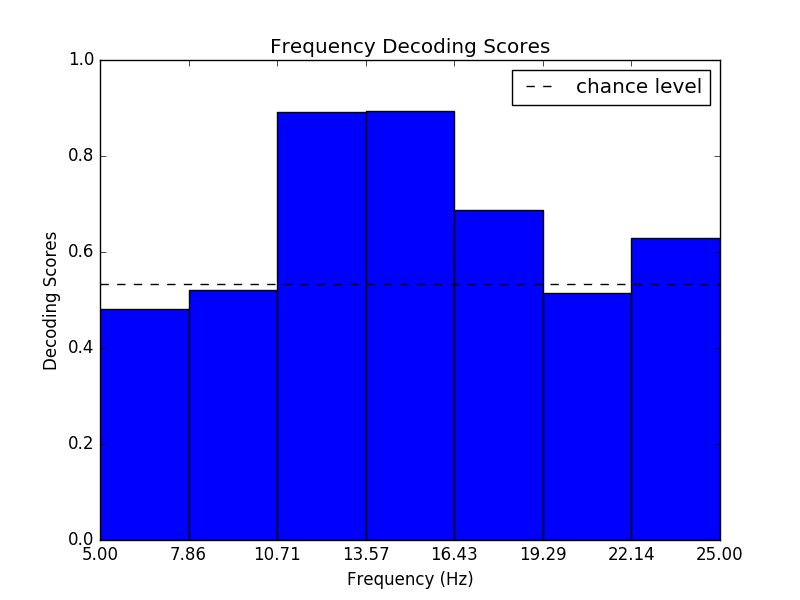 Frequency Decoding Scores
chance level
1.0
0.8
0.6
0.4
0.2
0.0
Decoding Scores
5.00 7.86 10.71 13.57 16.43 19.29 22.14 25.00
Frequency (Hz)